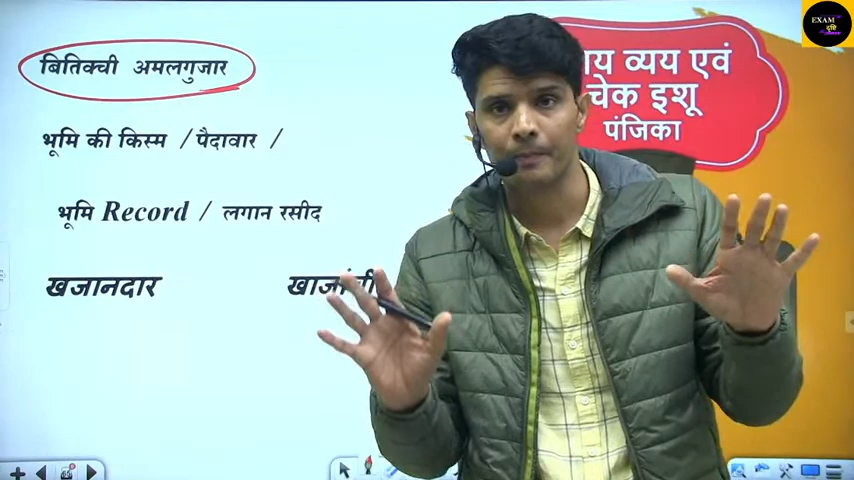 EXAM
दृष्टि
बितिक्ची अमलगुजार
व्यय एवं
चेक इशू
पंजिका
भूमि की किस्म / पैदावार /
भूमि Record / लगान रसीद
खजानदार